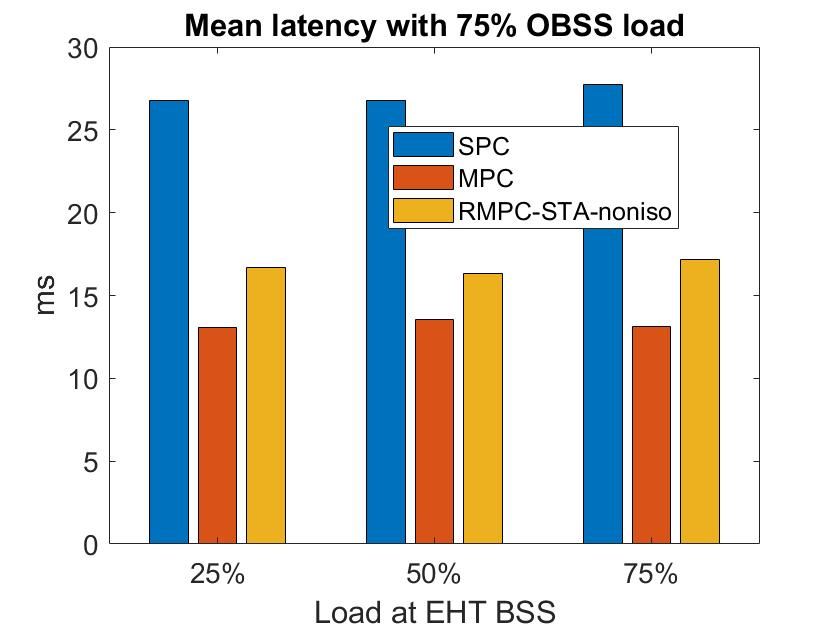 Mean latency with 75% OBSS load
30
25
20
15
10
5
0
ms
SPC
MPC
RMPC-STA-noniso
25% 50% 75%
Load at EHT BSS